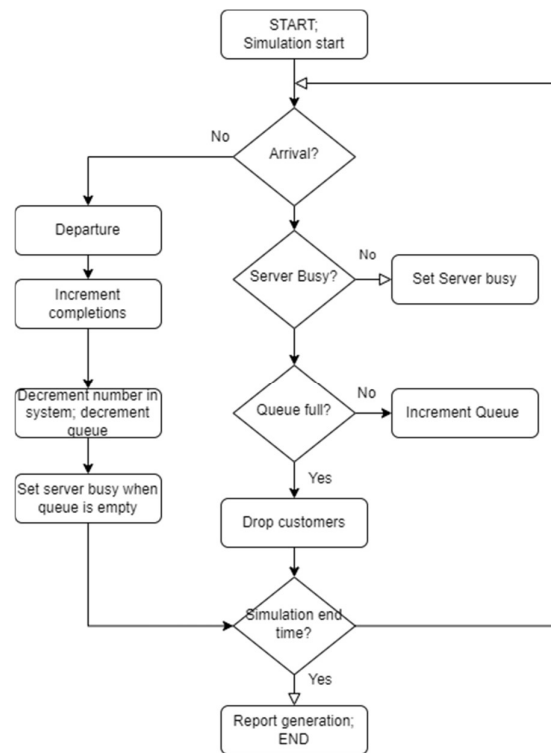 START;
Simulation start
No
Arrival?
Departure
Server Busy?
No
Set Server busy
Increment
completions
Decrement number in
system; decrement
queue
Queue full?
No
Increment Queue
Yes
Set server busy when
queue is empty
Drop customers
Simulation end
time?
Yes
Report generation;
END